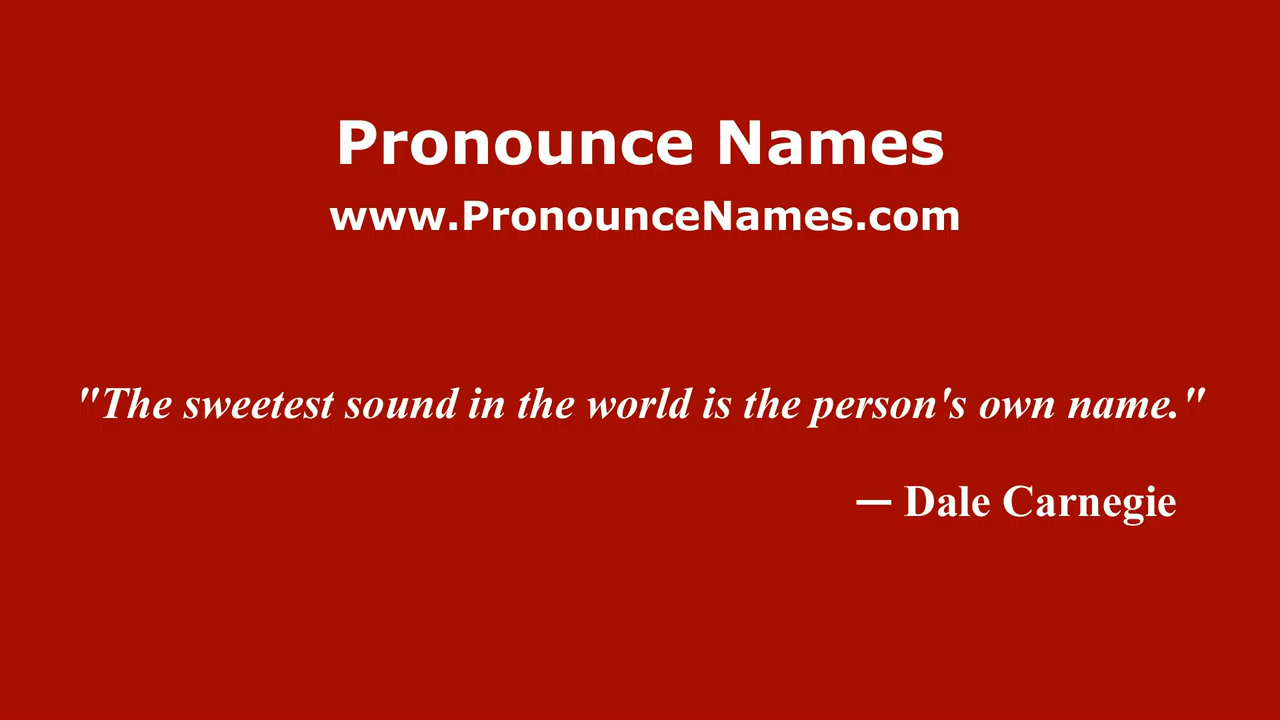 Pronounce Names
www.PronounceNames.com
"The sweetest sound in the world is the person's own name."
— Dale Carnegie